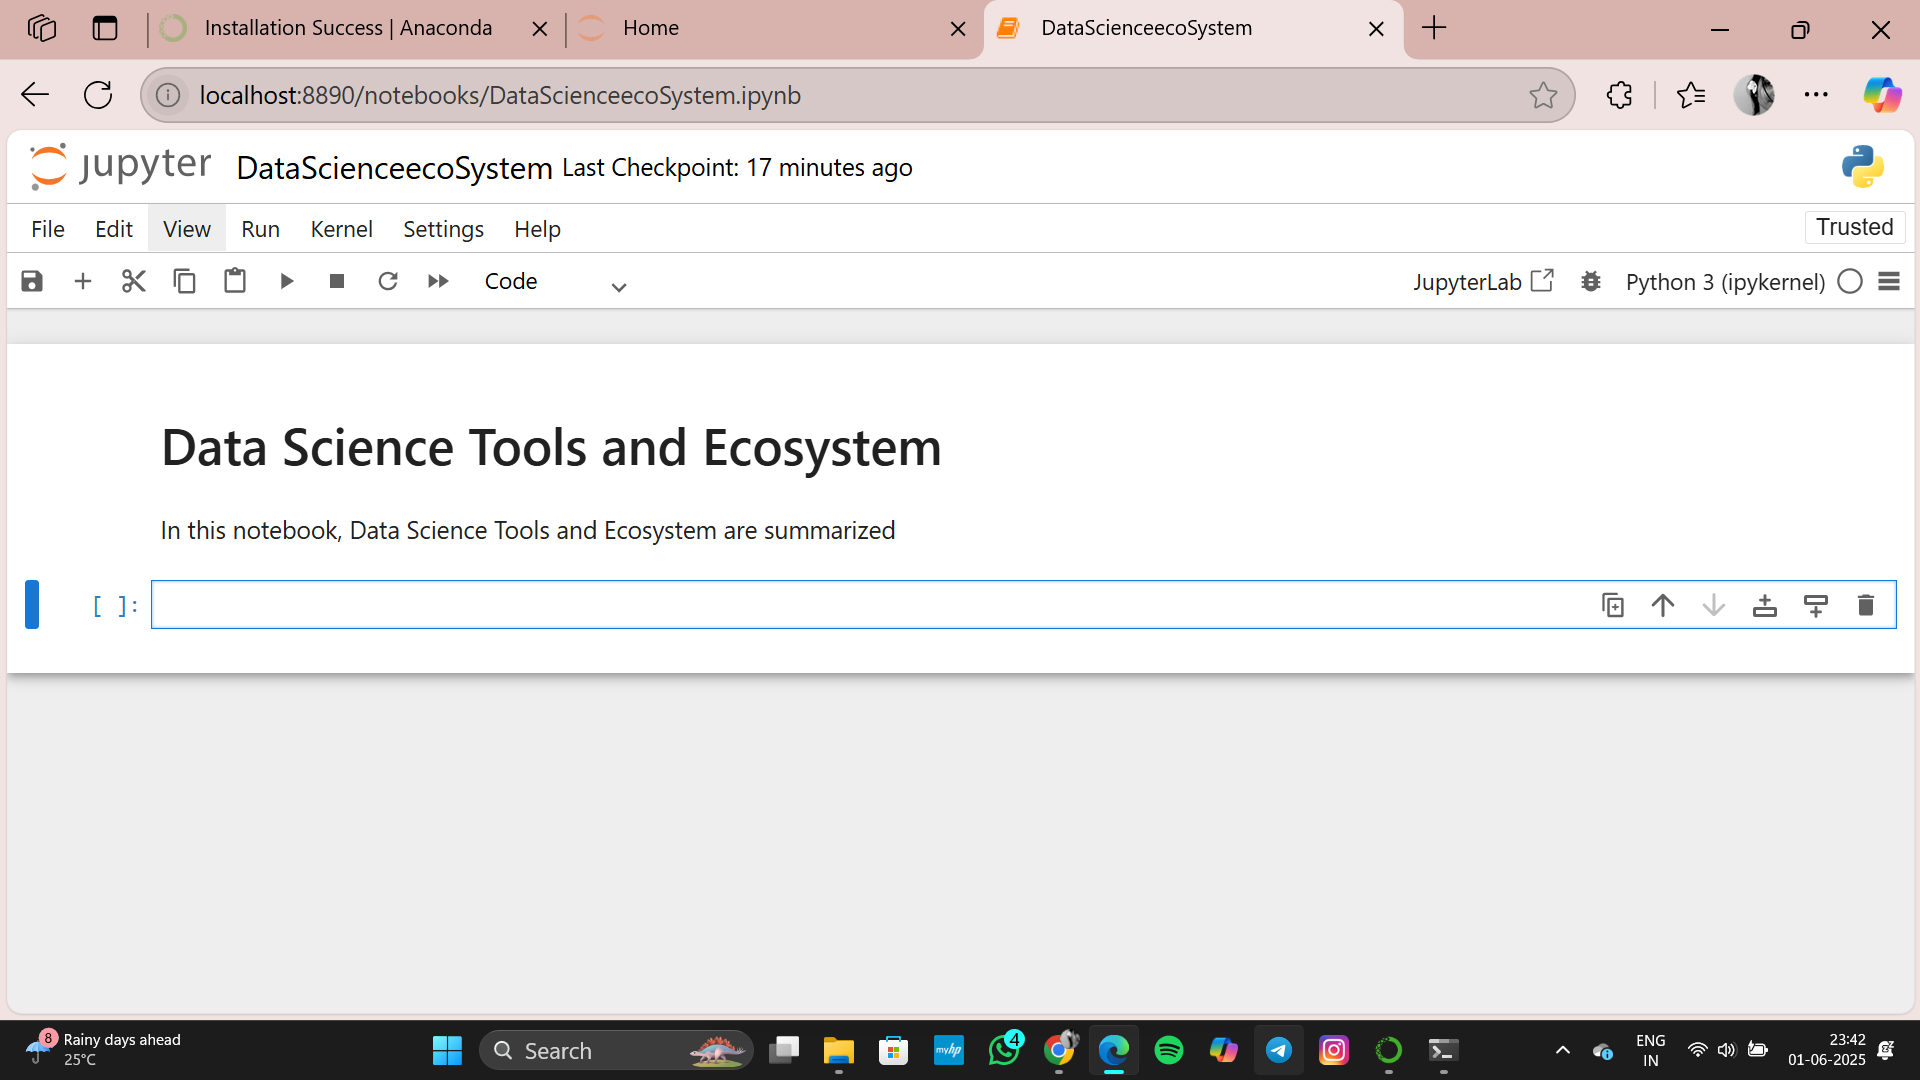 Installation Success | Anaconda
Home
DataScienceecoSystem
localhost:8890/notebooks/DataScienceecoSystem.ipynb
jupyter DataScienceecoSystem Last Checkpoint: 17 minutes ago
File Edit View Run Kernel Settings Help Trusted
Code JupyterLab Python 3 (ipykernel)
Data Science Tools and Ecosystem
In this notebook, Data Science Tools and Ecosystem are summarized
[ ]:
8 Rainy days ahead
25°C
Search
myhp
4
ENG
IN
23:42
01-06-2025